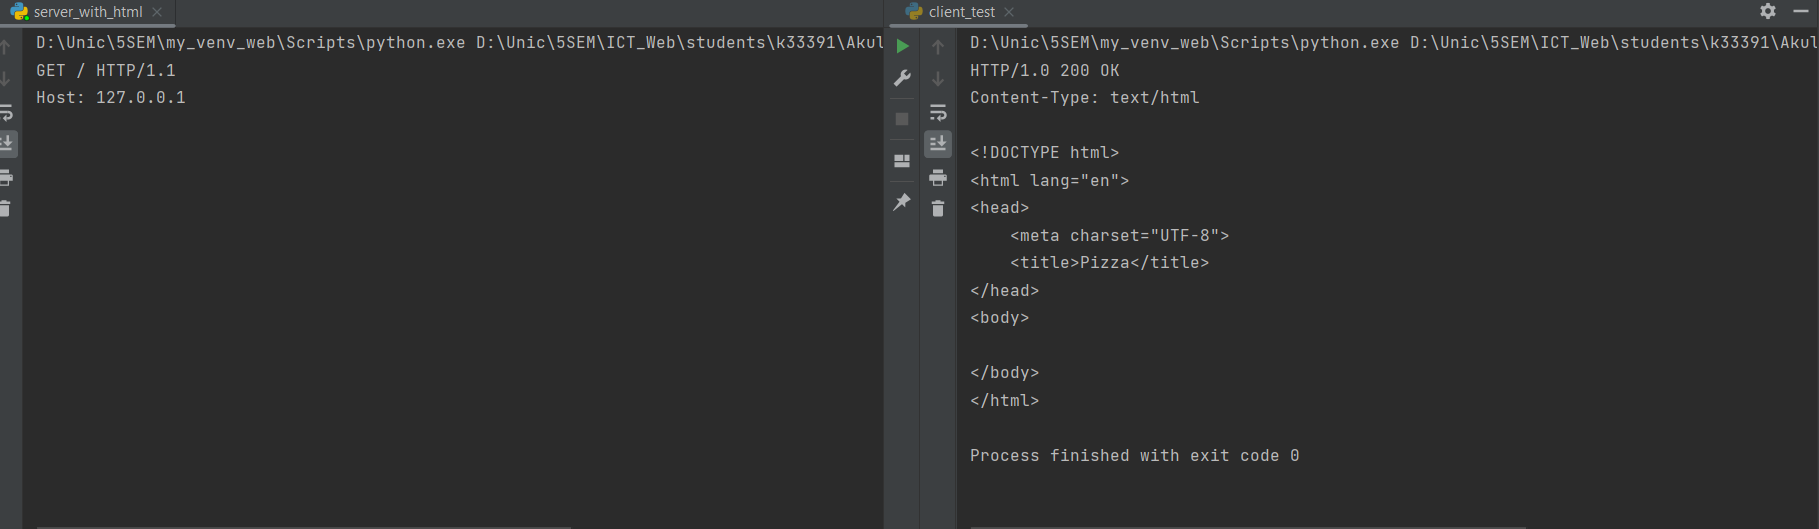 server_with_html
D:\Unic\5SEM\my_venv_web\Scripts\python.exe D:\Unic\5SEM\ICT_Web\students\k33391\Akul
GET / HTTP/1.1
Host: 127.0.0.1
client_test
D:\Unic\5SEM\my_venv_web\Scripts\python.exe D:\Unic\5SEM\ICT_Web\students\k33391\Akul
HTTP/1.0 200 OK
Content-Type: text/html
<!DOCTYPE html>
<html lang="en">
<head>
    <meta charset="UTF-8">
    <title>Pizza</title>
</head>
<body>
</body>
</html>
Process finished with exit code 0